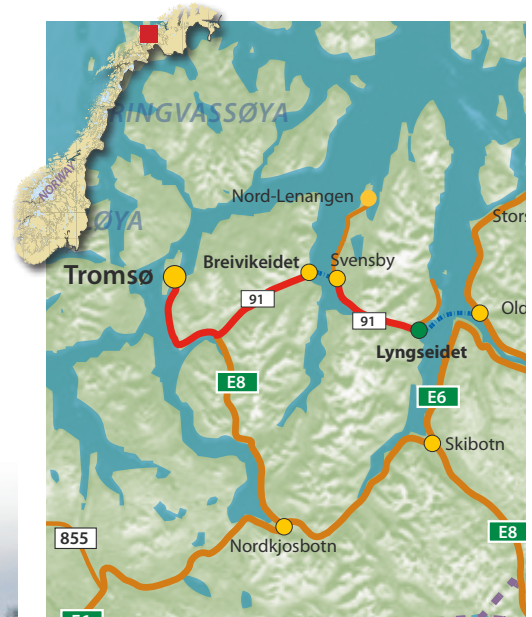 NORWAY
RINGVASSØYA
ØYA
Nord-Lenangen
Stors
Breivikeidet
Svensby
Tromsø
91
91
Old
Lyngseidet
E8
E6
Skibotn
855
Nordkjosbotn
E8